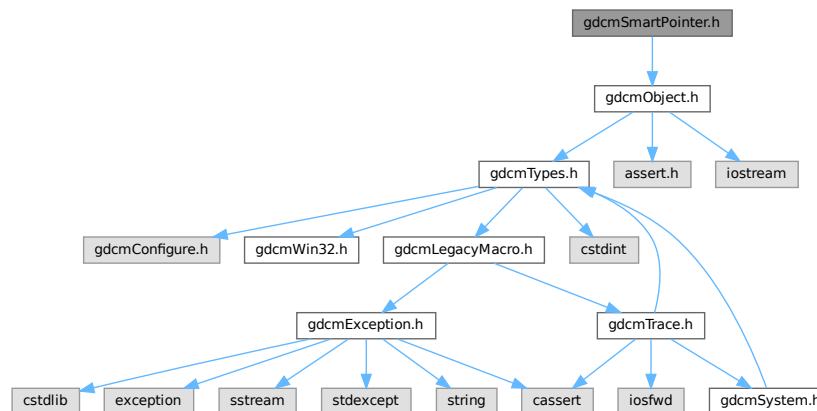 gdcmSmartPointer.h
gdcmObject.h
gdcmTypes.h
assert.h
iostream
gdcmConfigure.h
gdcmWin32.h
gdcmLegacyMacro.h
cstdint
gdcmException.h
gdcmTrace.h
cstdlib
exception
sstream
stdexcept
string
cassert
iosfwd
gdcmSystem.h